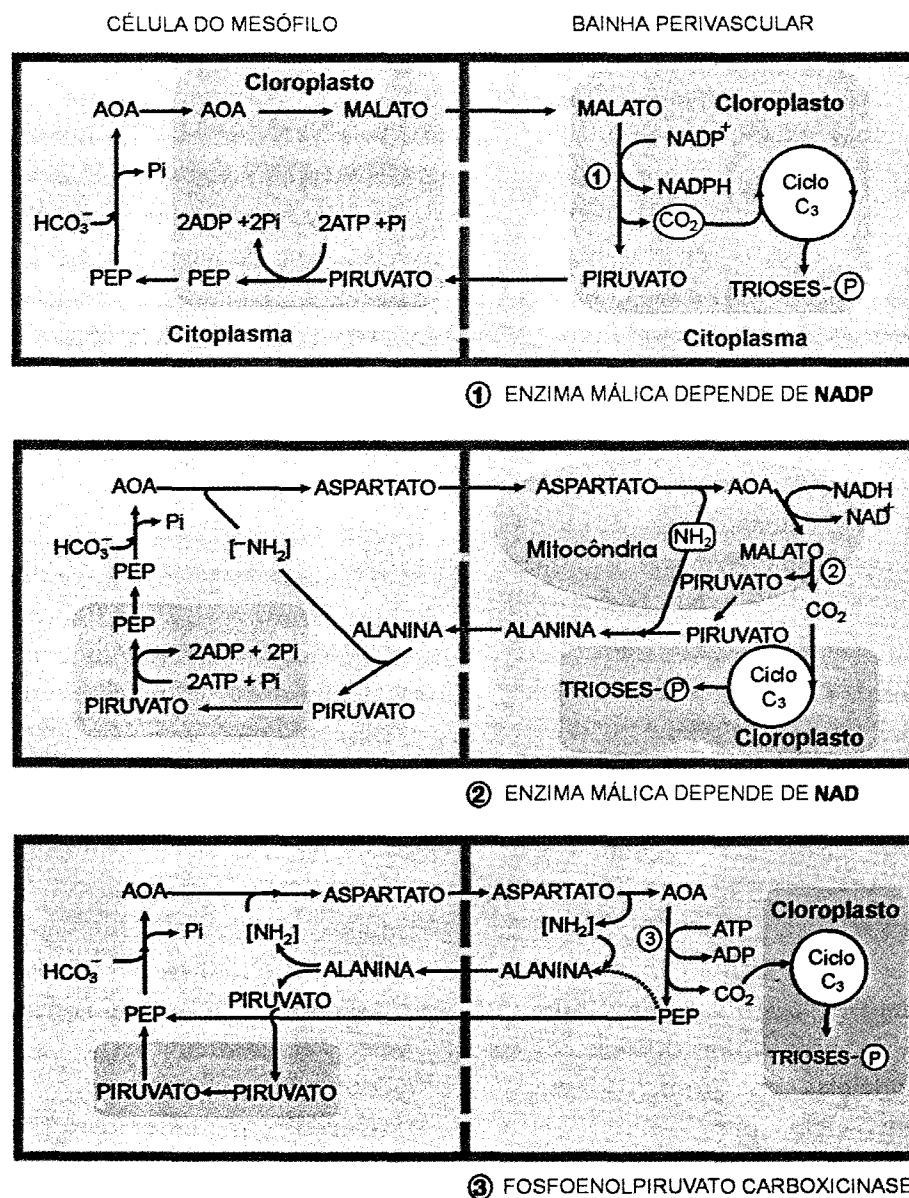 CÉLULA DO MESÓFILO BAINHA PERIVASCULAR
Cloroplasto
AOA AOA MALATO
Pi
HCO3-
2ADP +2Pi 2ATP +Pi
PEP PEP PIRUVATO
Citoplasma
MALATO Cloroplasto
NADP+
① NADPH
CO2
Ciclo
C3
PIRUVATO
TRIOSES-P
Citoplasma
① ENZIMA MÁLICA DEPENDE DE NADP
AOA ASPARTATO
Pi
HCO3-
[-NH2]
PEP
PEP
2ADP + 2Pi
2ATP + Pi
PIRUVATO
ALANINA
PIRUVATO
ASPARTATO AOA NADH
NAD+
NH2
Mitocôndria MALATO
PIRUVATO ②
CO2
ALANINA PIRUVATO
TRIOSES-P
Ciclo
C3
Cloroplasto
② ENZIMA MÁLICA DEPENDE DE NAD
AOA ASPARTATO
Pi
[NH2]
HCO3-
ALANINA
PIRUVATO
PEP
PIRUVATO PIRUVATO
ASPARTATO AOA
[NH2]
③ ATP
ADP
ALANINA CO2
PEP
Cloroplasto
Ciclo
C3
TRIOSES-P
③ FOSFOENOLPIRUVATO CARBOXICINASE